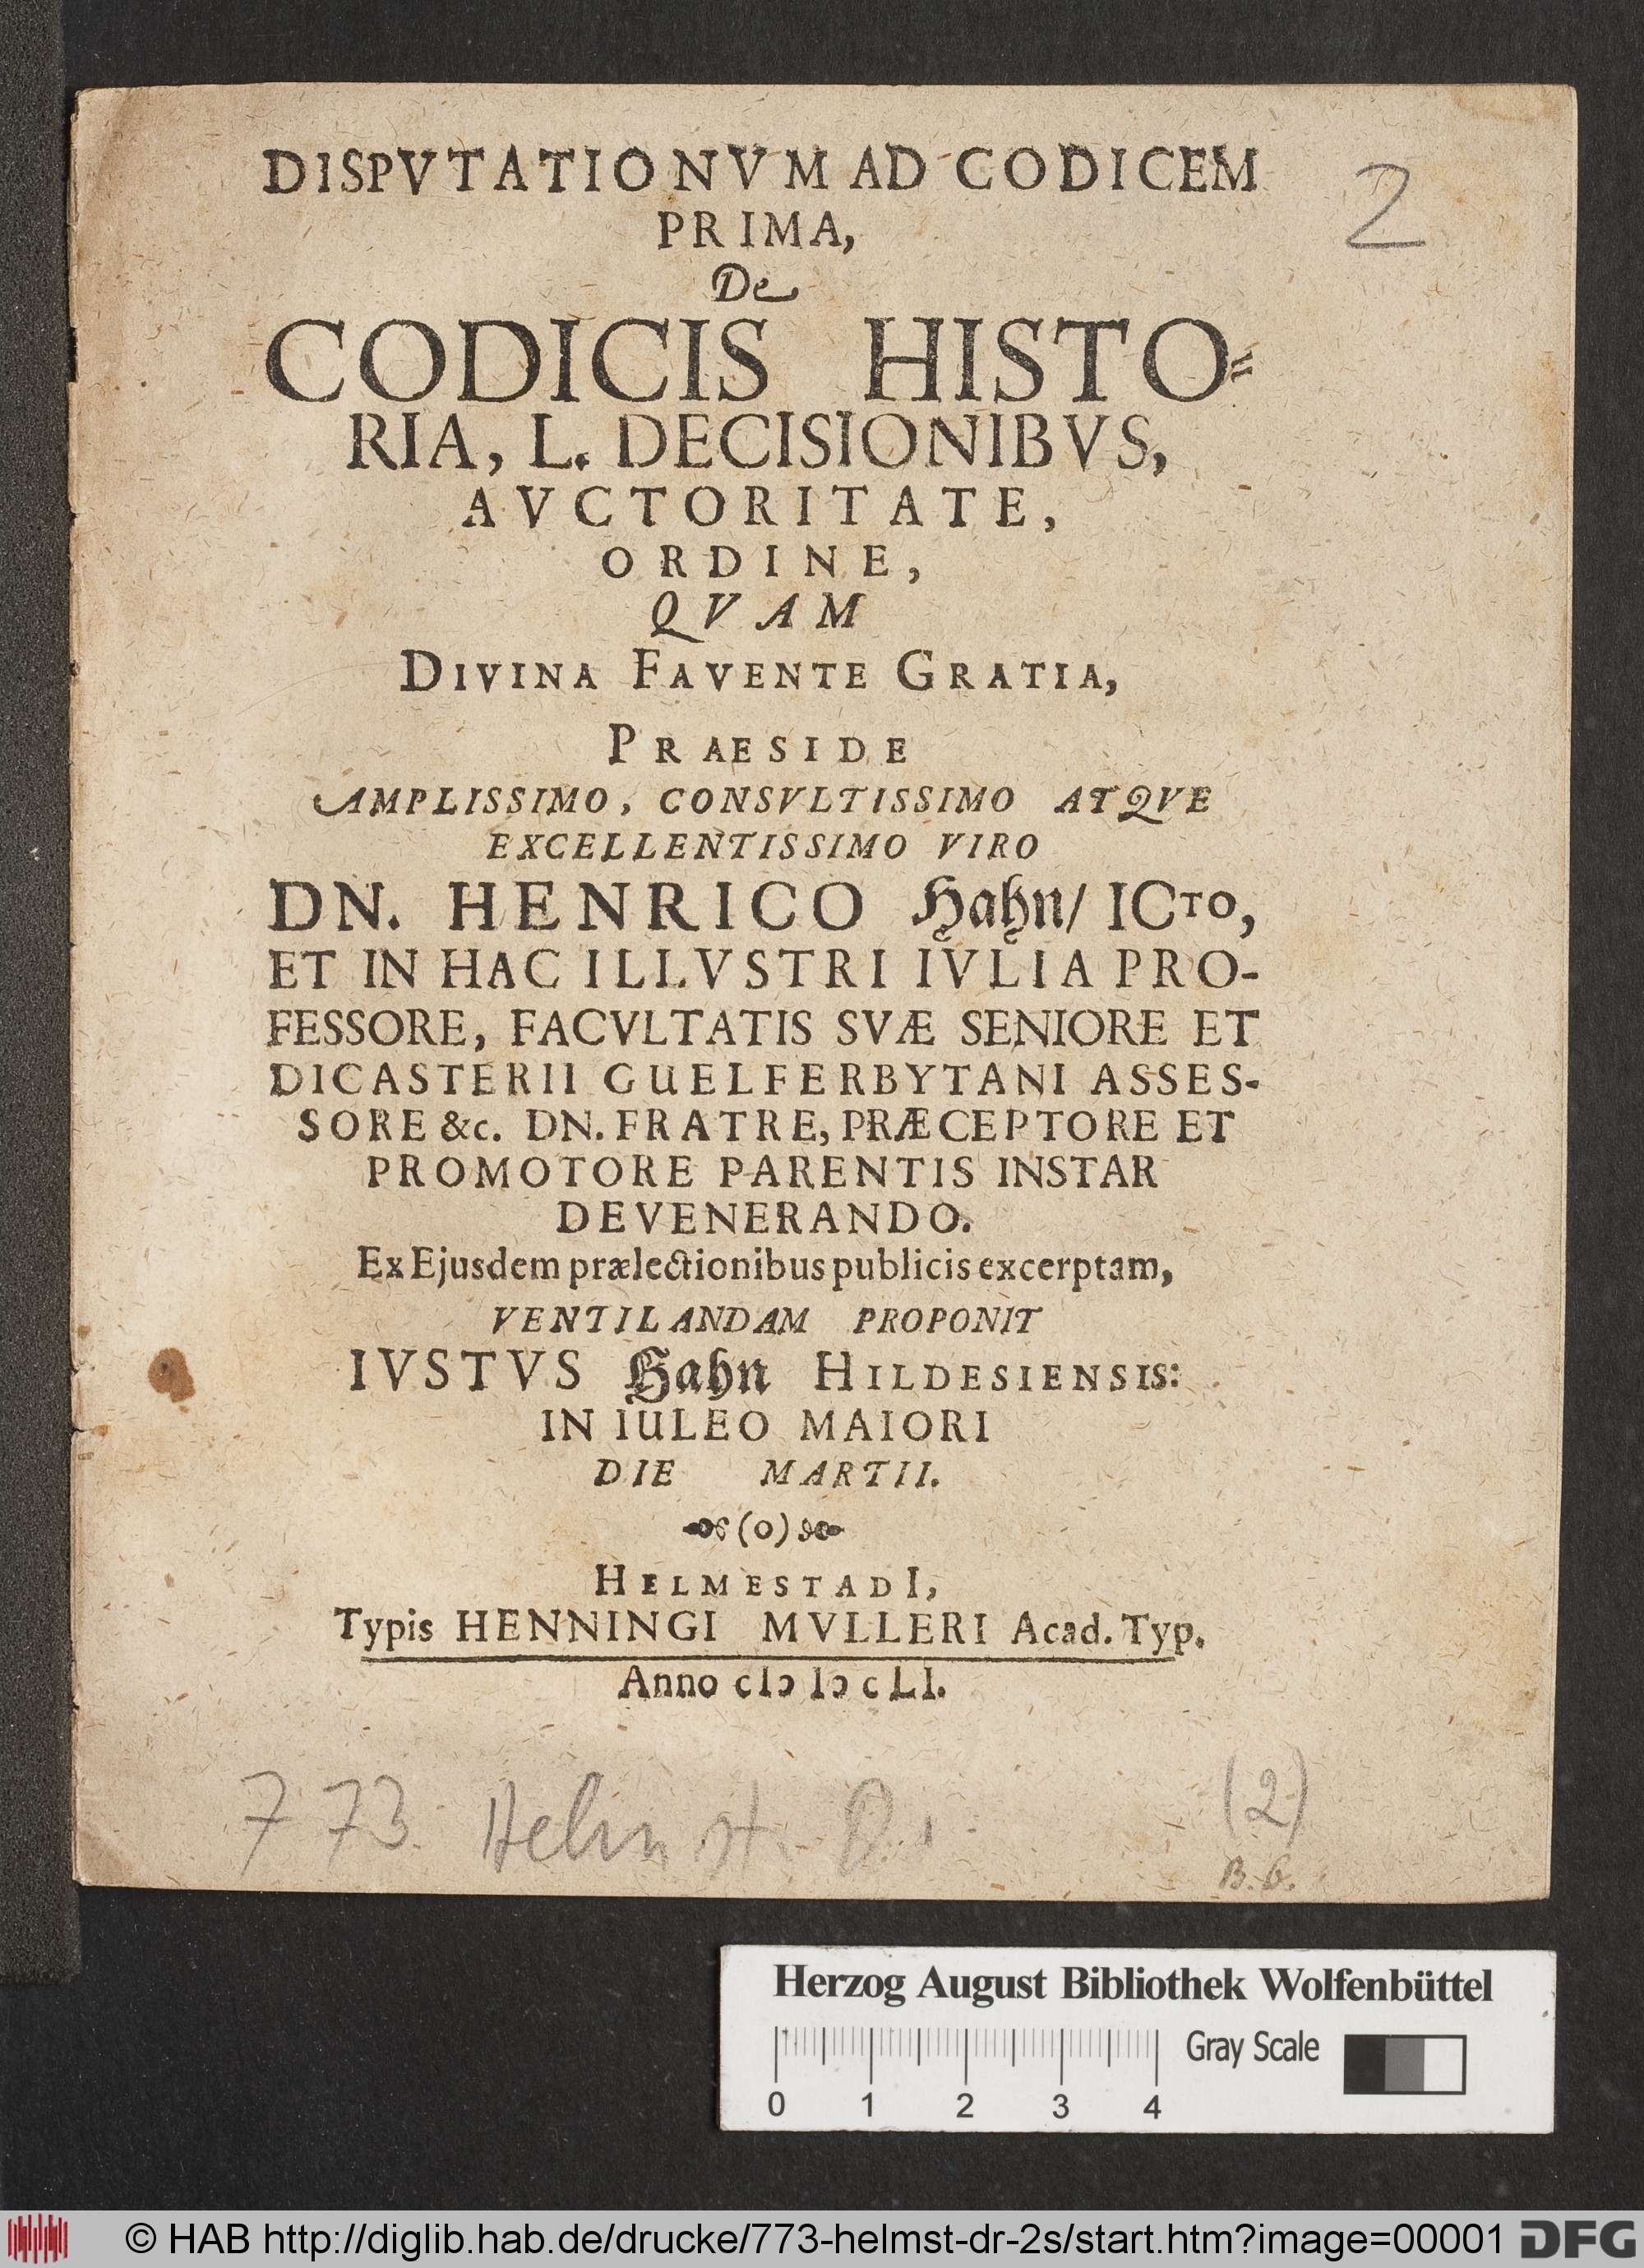 DISPVTATIONVM AD CODICEM
2
PRIMA,
De
CODICIS HISTO=
RIA, L. DECISIONIBVS,
AVCTORITATE,
ORDINE,
QVAM
DIVINA FAVENTE GRATIA,
PRAESIDE
AMPLISSIMO, CONSVLTISSIMO ATQVE
EXCELLENTISSIMO VIRO
DN. HENRICO Hahn/ ICTO,
ET IN HAC ILLVSTRI IVLIA PRO-
FESSORE, FACVLTATIS SVÆ SENIORE ET
DICASTERII GUELFERBYTANI ASSES-
SORE &c. DN. FRATRE, PRÆCEPTORE ET
PROMOTORE PARENTIS INSTAR
DEVENERANDO.
Ex Ejusdem prælectionibus publicis excerptam,
VENTILANDAM PROPONIT
IVSTVS Hahn HILDESIENSIS:
IN IULEO MAIORI
DIE MARTII.
(o)
HELMESTADI,
Typis HENNINGI MVLLERI Acad. Typ.
Anno cIↄ Iↄ cLI.
773. Helmst. Dr.
(2)
B. 6.
Herzog August Bibliothek Wolfenbüttel
Gray Scale
0 1 2 3 4
© HAB http://diglib.hab.de/drucke/773-helmst-dr-2s/start.htm?image=00001 DFG